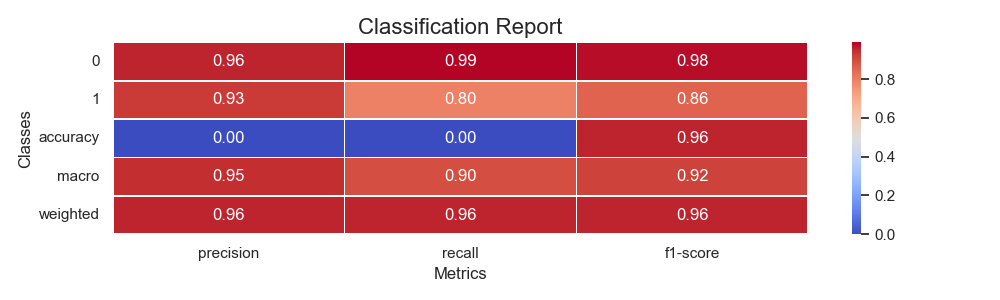 Classification Report
Classes
0 0.96 0.99 0.98
1 0.93 0.80 0.86
accuracy 0.00 0.00 0.96
macro 0.95 0.90 0.92
weighted 0.96 0.96 0.96
precision recall f1-score
Metrics
0.8
0.6
0.4
0.2
0.0